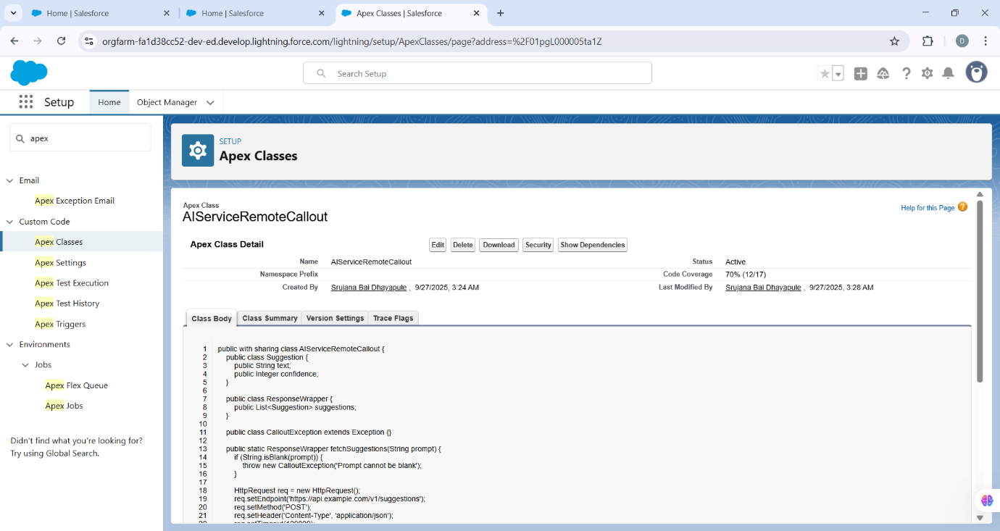 Home | Salesforce
Home | Salesforce
Apex Classes | Salesforce
orgfarm-fa1d38cc52-dev-ed.develop.lightning.force.com/lightning/setup/ApexClasses/page?address=%2F01pgL000005ta1Z
D
Search Setup
Setup
Home
Object Manager
apex
Email
Apex Exception Email
Custom Code
Apex Classes
Apex Settings
Apex Test Execution
Apex Test History
Apex Triggers
Environments
Jobs
Apex Flex Queue
Apex Jobs
Didn't find what you're looking for?
Try using Global Search.
SETUP
Apex Classes
Apex Class
AIServiceRemoteCallout
Help for this Page
Apex Class Detail
Edit Delete Download Security Show Dependencies
Name AIServiceRemoteCallout Status Active
Namespace Prefix Code Coverage 70% (12/17)
Created By Srujana Bai Dhayapule , 9/27/2025, 3:24 AM Last Modified By Srujana Bai Dhayapule , 9/27/2025, 3:28 AM
Class Body Class Summary Version Settings Trace Flags
1 public with sharing class AIServiceRemoteCallout {
2 public class Suggestion {
3 public String text;
4 public Integer confidence;
5 }
6
7 public class ResponseWrapper {
8 public List<Suggestion> suggestions;
9 }
10
11 public class CalloutException extends Exception {}
12
13 public static ResponseWrapper fetchSuggestions(String prompt) {
14 if (String.isBlank(prompt)) {
15 throw new CalloutException('Prompt cannot be blank');
16 }
17
18 HttpRequest req = new HttpRequest();
19 req.setEndpoint('https://api.example.com/v1/suggestions');
20 req.setMethod('POST');
21 req.setHeader('Content-Type', 'application/json');